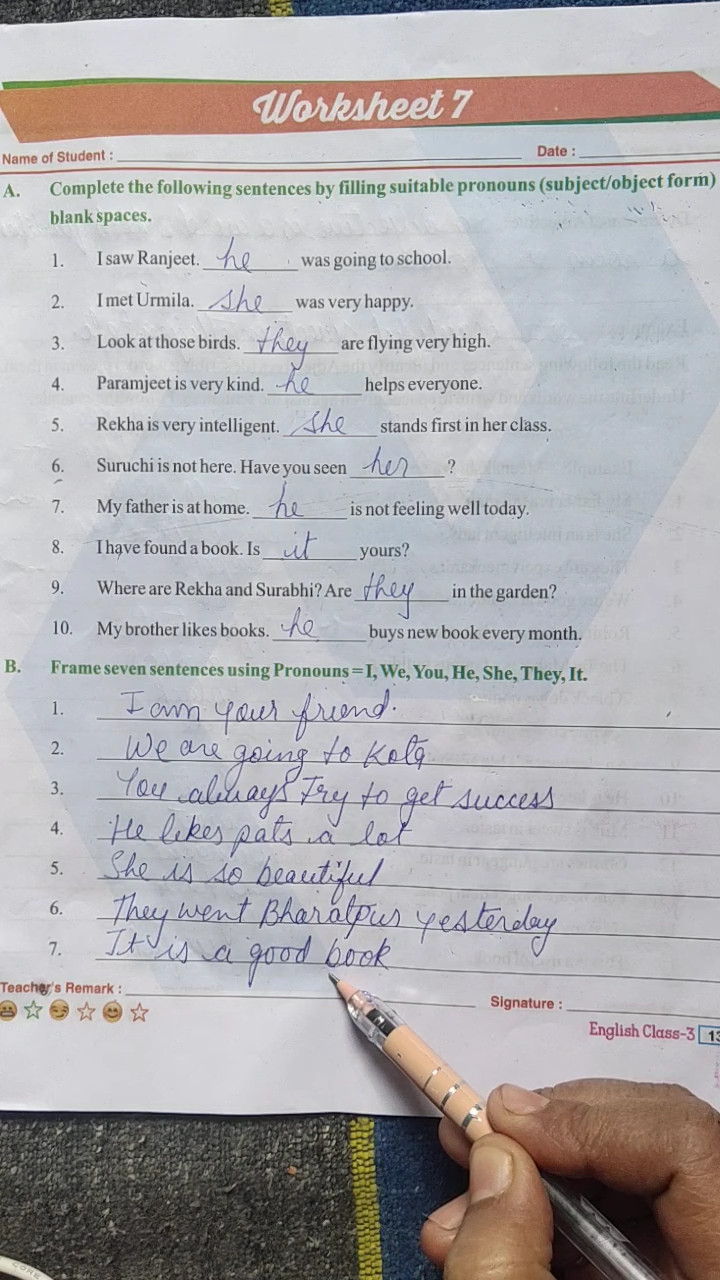 Worksheet 7
Name of Student : Date :
A. Complete the following sentences by filling suitable pronouns (subject/object form)
blank spaces.
1. I saw Ranjeet. he was going to school.
2. I met Urmila. she was very happy.
3. Look at those birds. they are flying very high.
4. Paramjeet is very kind. he helps everyone.
5. Rekha is very intelligent. she stands first in her class.
6. Suruchi is not here. Have you seen her ?
7. My father is at home. he is not feeling well today.
8. I have found a book. Is it yours?
9. Where are Rekha and Surabhi? Are they in the garden?
10. My brother likes books. he buys new book every month.
B. Frame seven sentences using Pronouns = I, We, You, He, She, They, It.
1. I am your friend.
2. We are going to Kota
3. You always Try to get success
4. He likes pats a lot
5. She is so beautiful
6. They went Bharatpur yesterday
7. It is a good book
Teacher's Remark :
Signature :
English Class-3 13